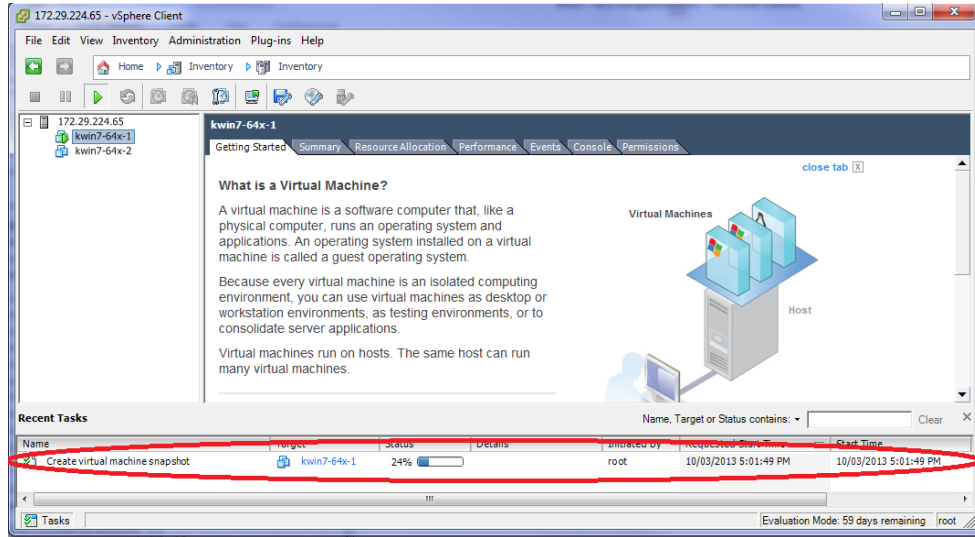 172.29.224.65 - vSphere Client
File Edit View Inventory Administration Plug-ins Help
Home Inventory Inventory
172.29.224.65
kwin7-64x-1
kwin7-64x-2
kwin7-64x-1
Getting Started Summary Resource Allocation Performance Events Console Permissions
close tab X
What is a Virtual Machine?
A virtual machine is a software computer that, like a
physical computer, runs an operating system and
applications. An operating system installed on a virtual
machine is called a guest operating system.
Because every virtual machine is an isolated computing
environment, you can use virtual machines as desktop or
workstation environments, as testing environments, or to
consolidate server applications.
Virtual machines run on hosts. The same host can run
many virtual machines.
Virtual Machines
Host
Recent Tasks
Name, Target or Status contains: Clear
Name Target Status Details Initiated by Requested Start Time Start Time
Create virtual machine snapshot kwin7-64x-1 24% root 10/03/2013 5:01:49 PM 10/03/2013 5:01:49 PM
Tasks
Evaluation Mode: 59 days remaining root